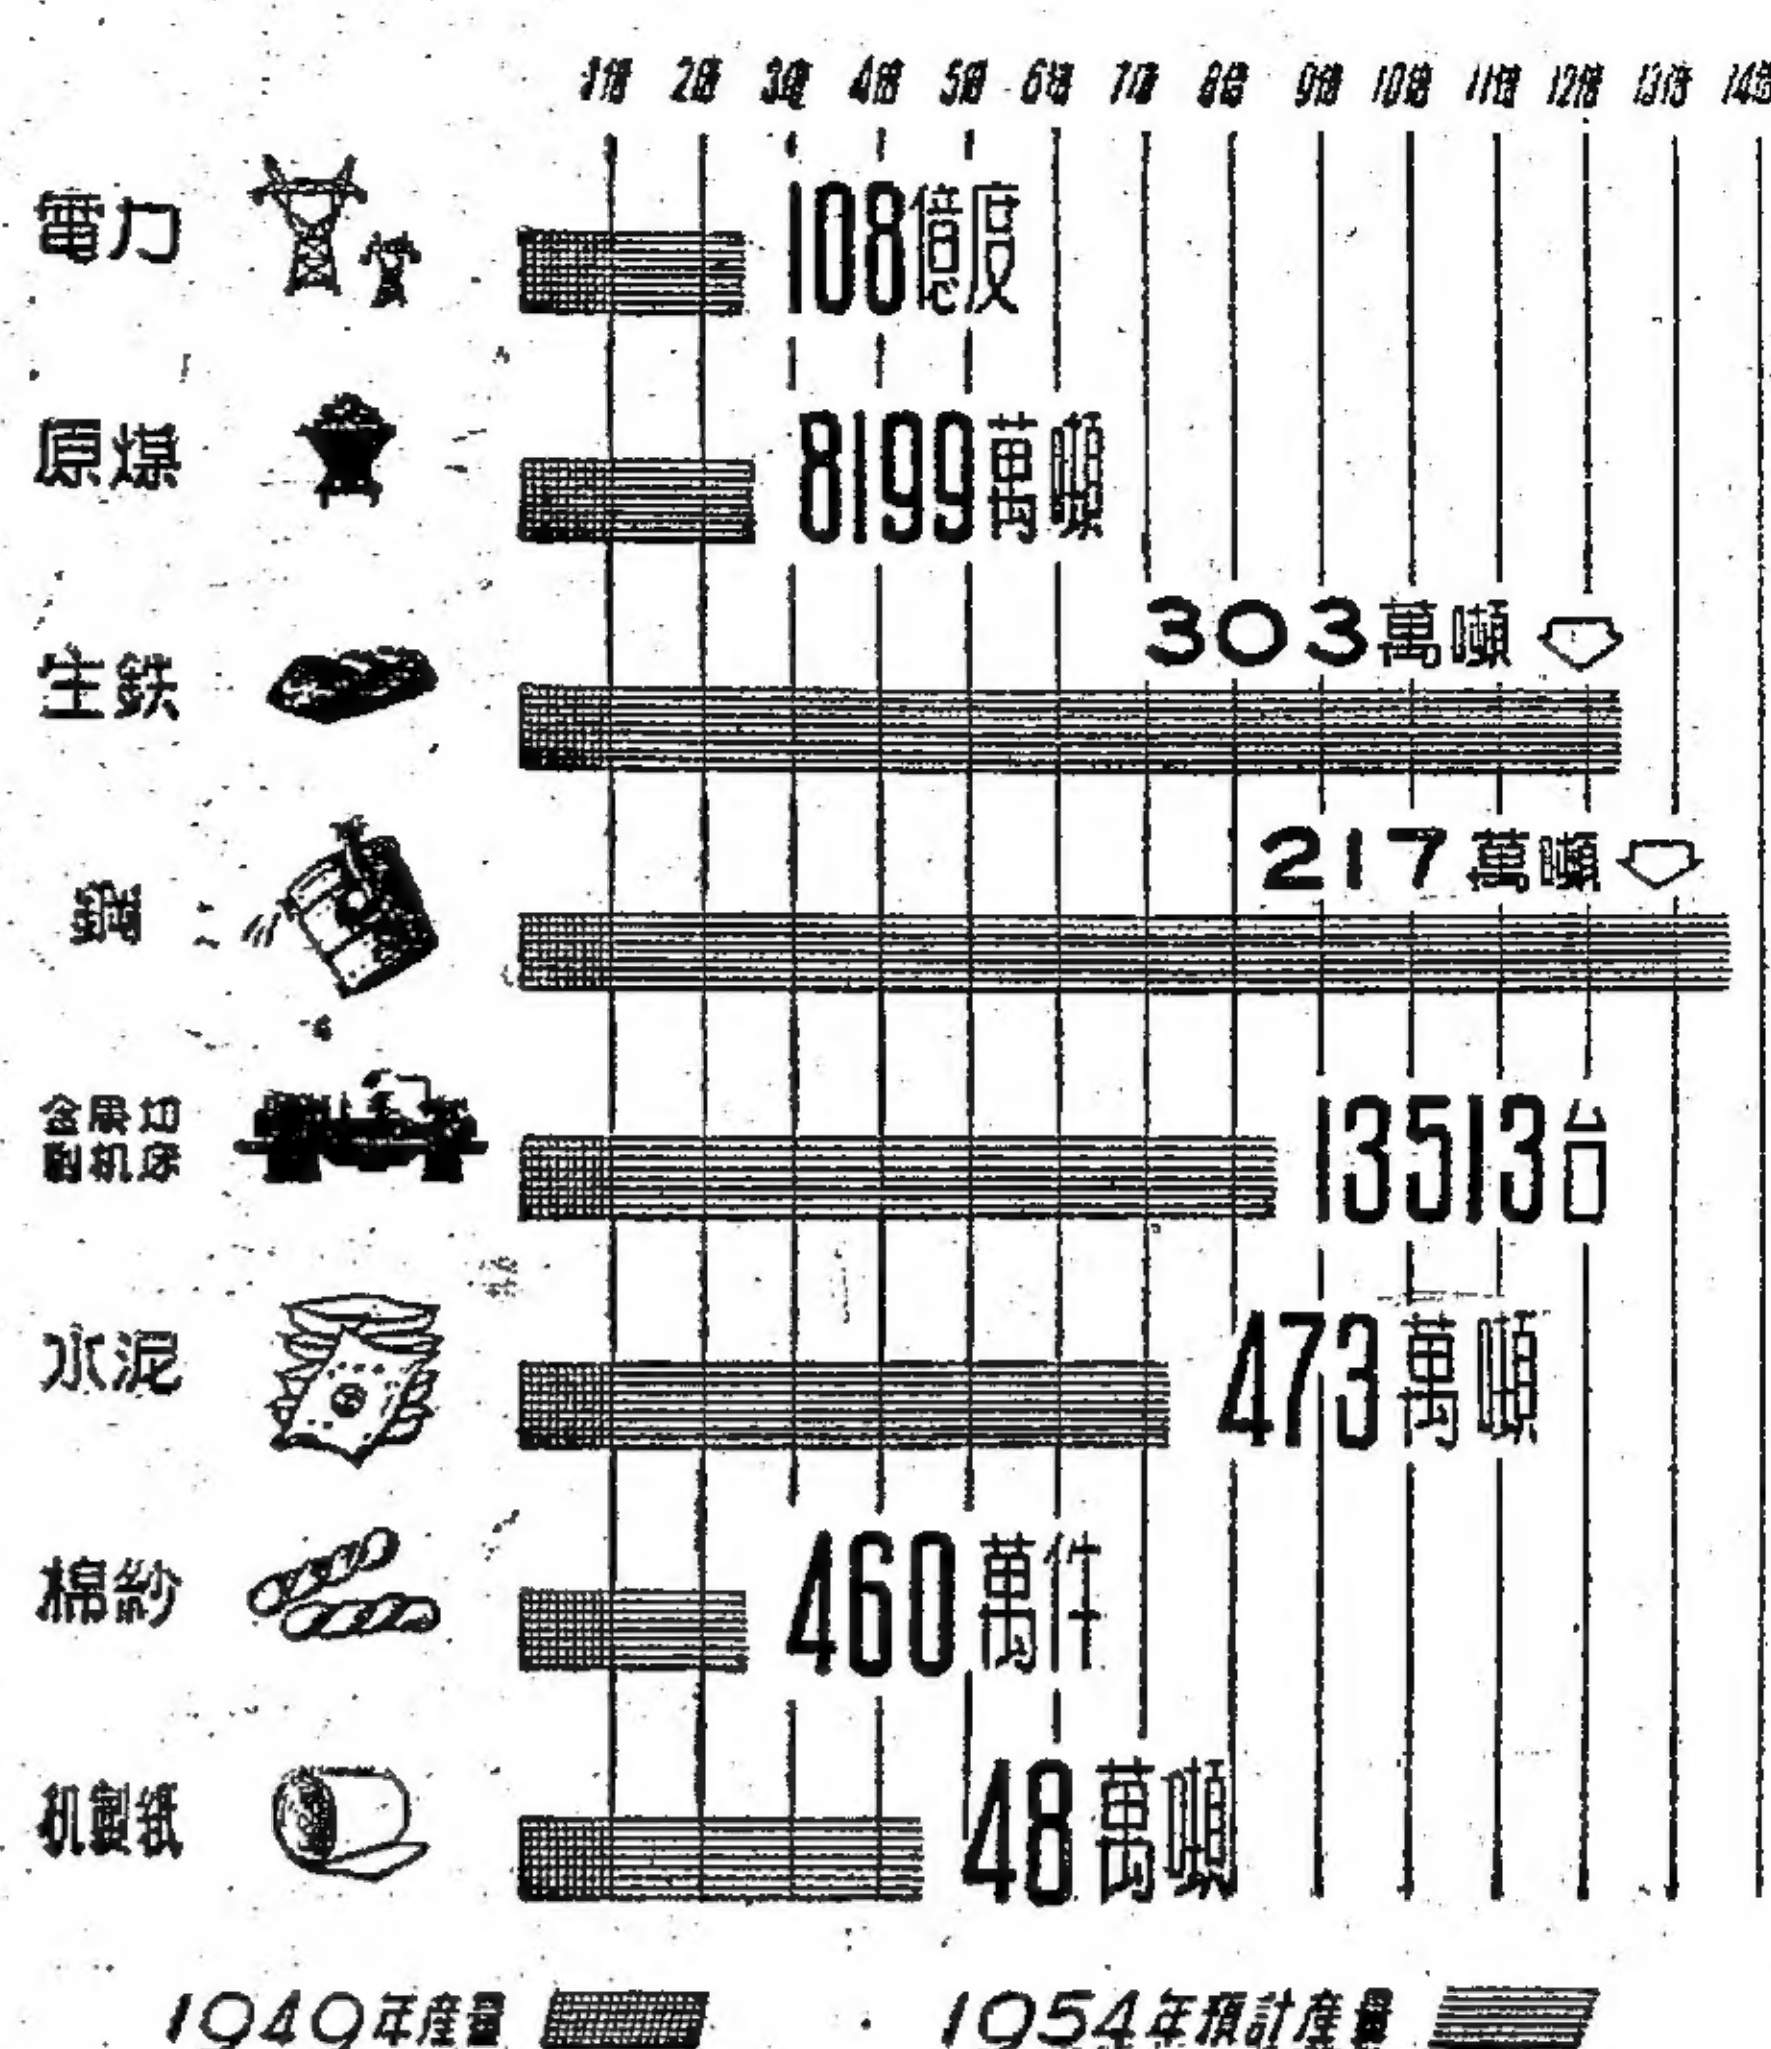 1倍 2倍 3倍 4倍 5倍 6倍 7倍 8倍 9倍 10倍 11倍 12倍 13倍 14倍
電力 108億度
原煤 8199萬噸
生鉄 303萬噸
鋼 217萬噸
金屬切
削机床 13513台
水泥 473萬噸
棉紗 460萬件
机製紙 48萬噸
1949年產量 1954年預計產量